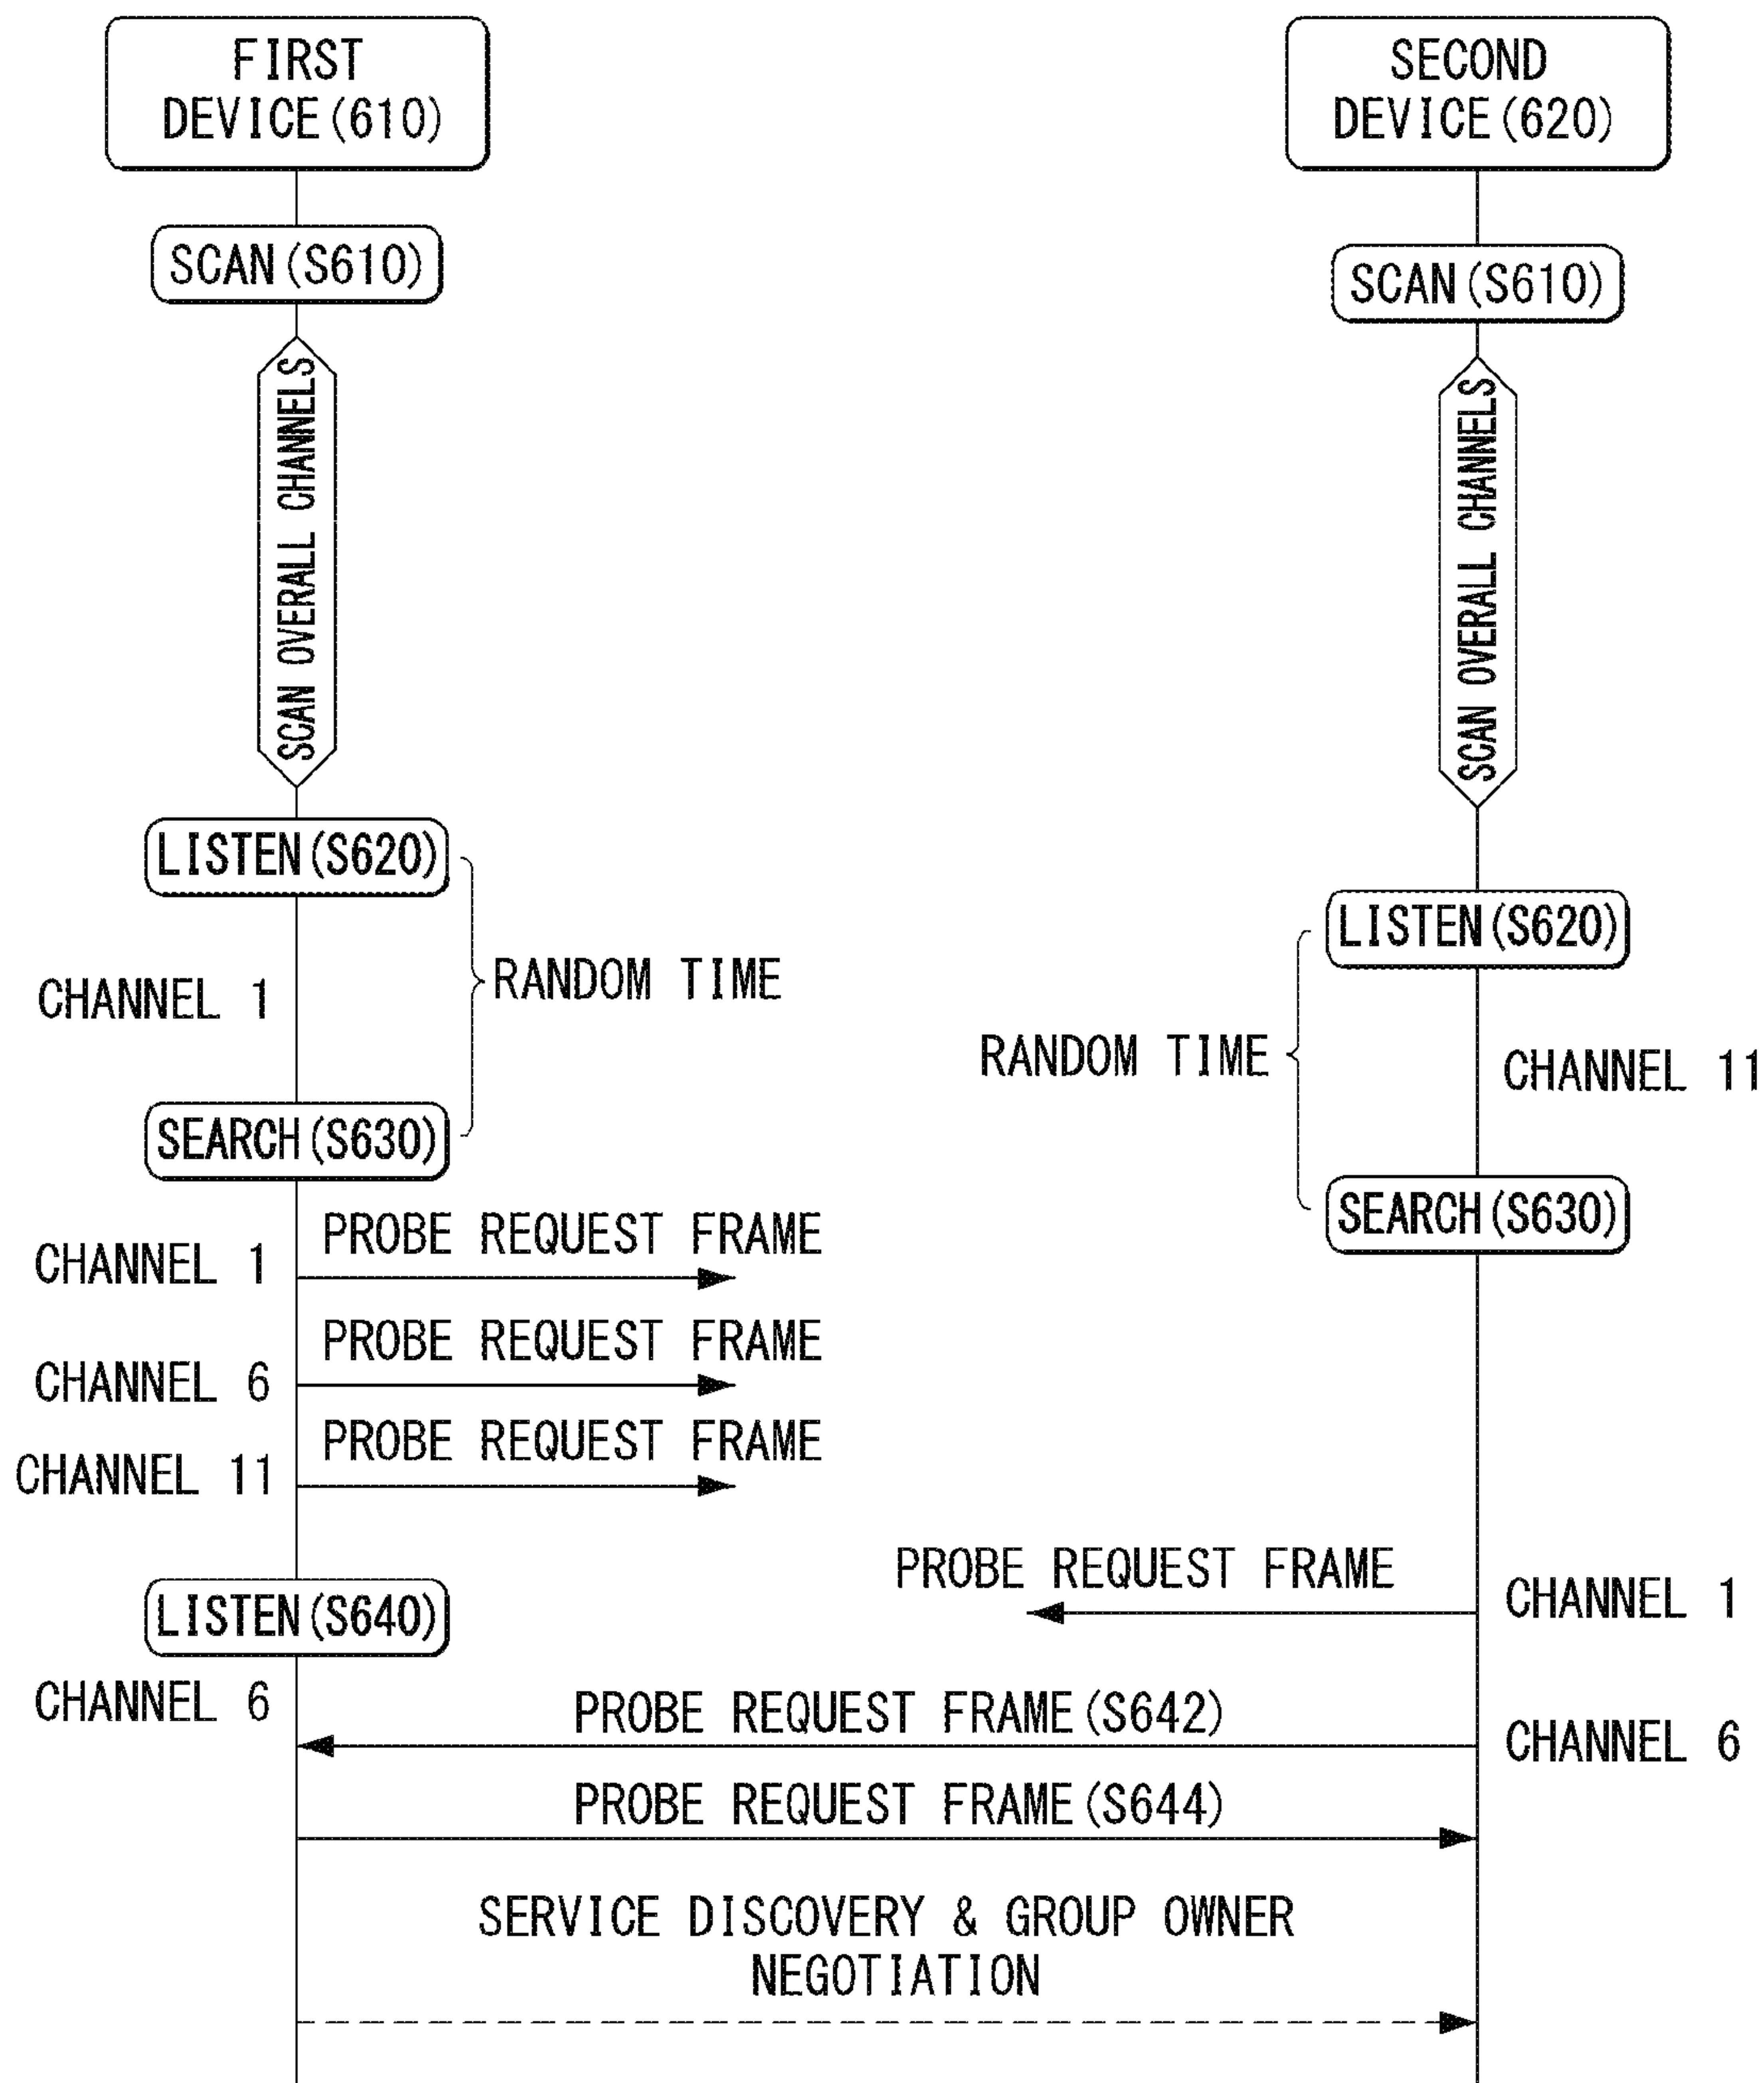 FIRST
DEVICE(610)
SECOND
DEVICE(620)
SCAN(S610)
SCAN(S610)
SCAN OVERALL CHANNELS
SCAN OVERALL CHANNELS
LISTEN(S620)
LISTEN(S620)
CHANNEL 1
RANDOM TIME
RANDOM TIME
CHANNEL 11
SEARCH(S630)
SEARCH(S630)
CHANNEL 1
PROBE REQUEST FRAME
CHANNEL 6
PROBE REQUEST FRAME
CHANNEL 11
PROBE REQUEST FRAME
PROBE REQUEST FRAME
CHANNEL 1
LISTEN(S640)
CHANNEL 6
PROBE REQUEST FRAME(S642)
CHANNEL 6
PROBE REQUEST FRAME(S644)
SERVICE DISCOVERY & GROUP OWNER
NEGOTIATION